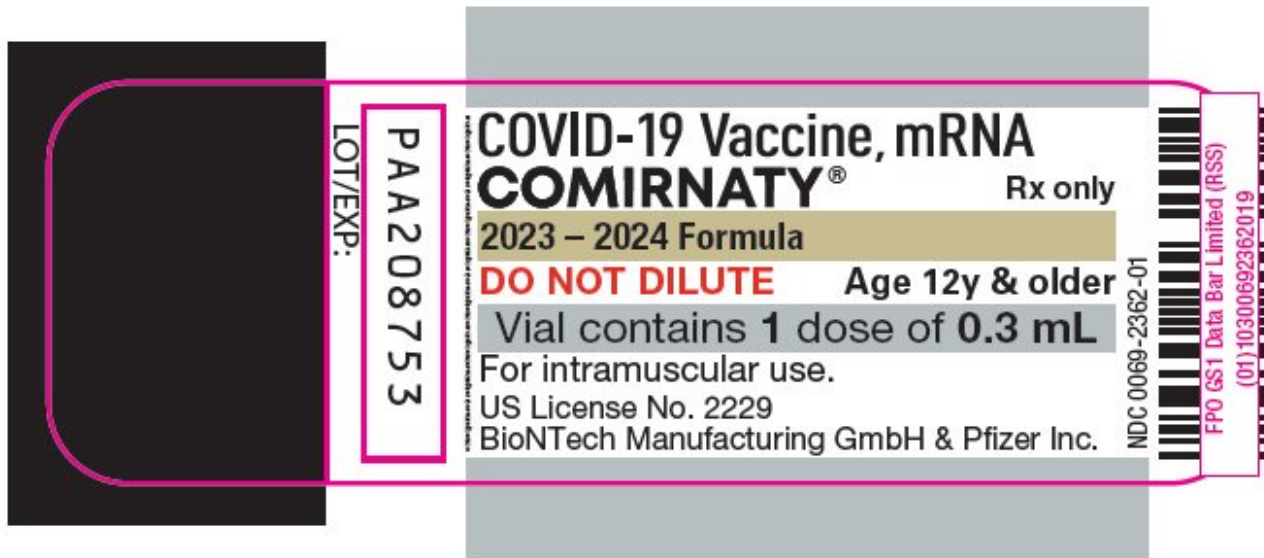 LOT/EXP:
PAA208753
COVID-19 Vaccine, mRNA
COMIRNATY® Rx only
2023 – 2024 Formula
DO NOT DILUTE Age 12y & older
Vial contains 1 dose of 0.3 mL
For intramuscular use.
US License No. 2229
BioNTech Manufacturing GmbH & Pfizer Inc.
NDC 0069-2362-01
FPO GS1 Data Bar Limited (RSS)
(01)10300692362019